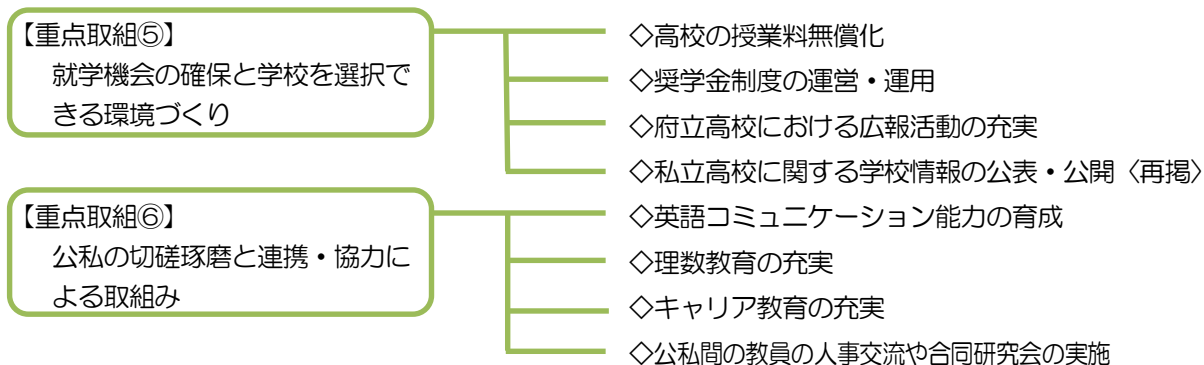 【重点取組⑤】
就学機会の確保と学校を選択で
きる環境づくり
◇高校の授業料無償化
◇奨学金制度の運営・運用
◇府立高校における広報活動の充実
◇私立高校に関する学校情報の公表・公開〈再掲〉
【重点取組⑥】
公私の切磋琢磨と連携・協力に
よる取組み
◇英語コミュニケーション能力の育成
◇理数教育の充実
◇キャリア教育の充実
◇公私間の教員の人事交流や合同研究会の実施